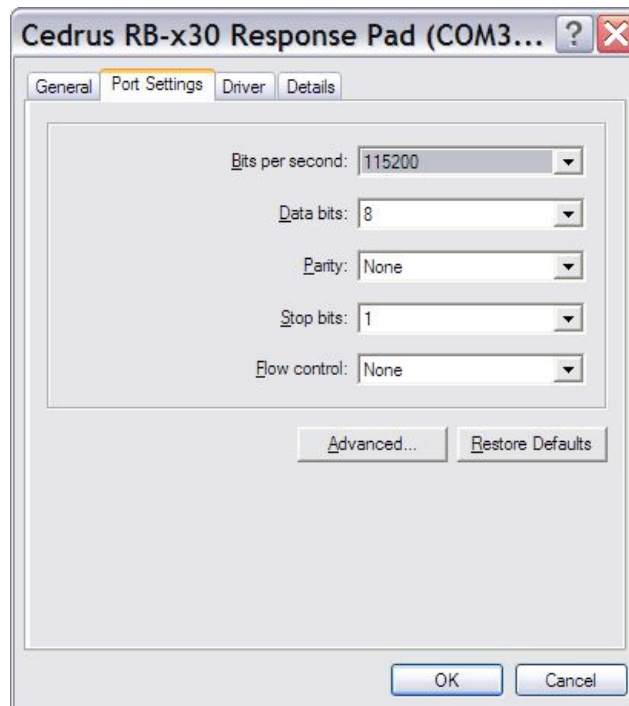 Cedrus RB-x30 Response Pad (COM3...
General Port Settings Driver Details
Bits per second: 115200
Data bits: 8
Parity: None
Stop bits: 1
Flow control: None
Advanced... Restore Defaults
OK Cancel